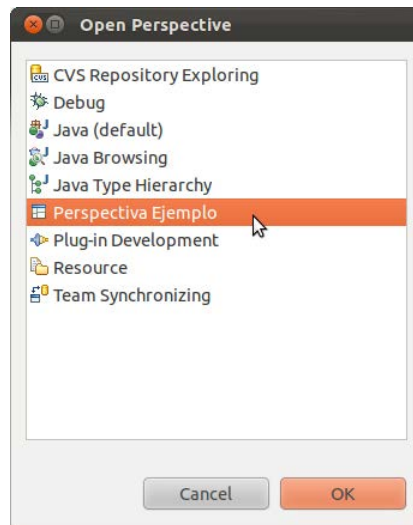 Open Perspective
CVS Repository Exploring
Debug
Java (default)
Java Browsing
Java Type Hierarchy
Perspectiva Ejemplo
Plug-in Development
Resource
Team Synchronizing
Cancel
OK